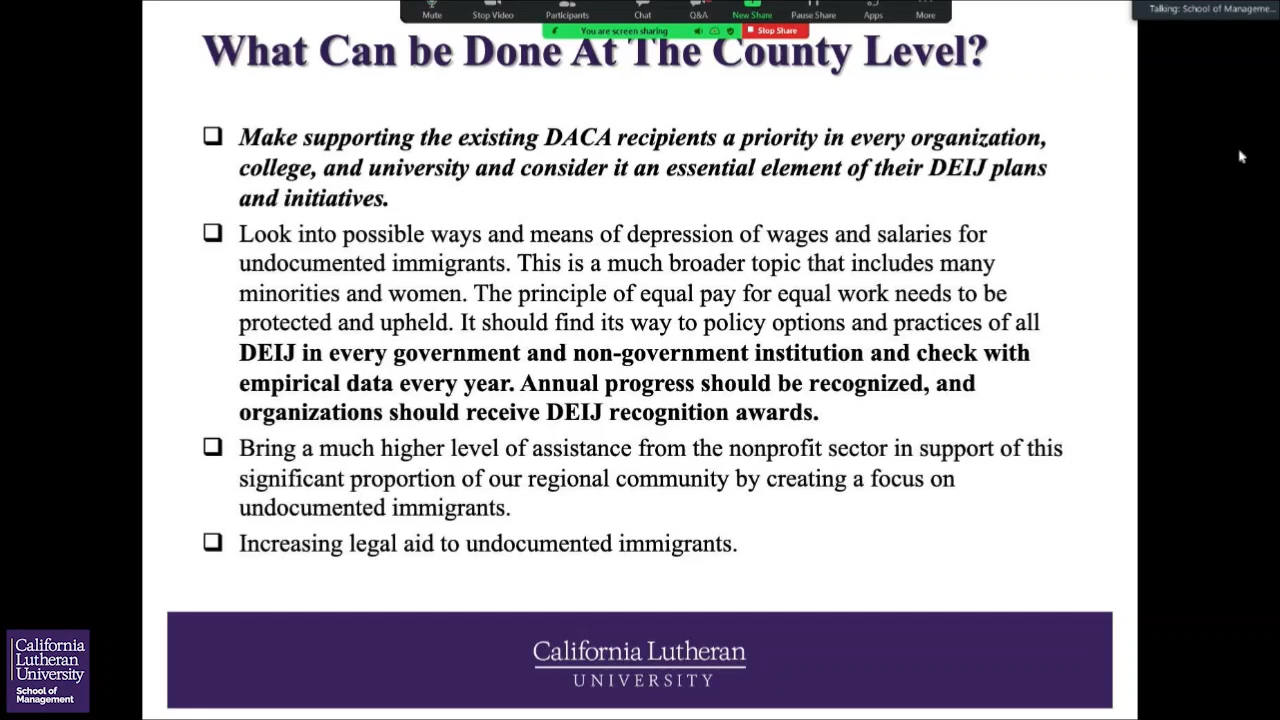 Mute Stop Video Participants Chat Q&A New Share Pause Share Apps More
Talking: School of Manageme...
You are screen sharing Stop Share
What Can be Done At The County Level?
Make supporting the existing DACA recipients a priority in every organization,
college, and university and consider it an essential element of their DEIJ plans
and initiatives.
Look into possible ways and means of depression of wages and salaries for
undocumented immigrants. This is a much broader topic that includes many
minorities and women. The principle of equal pay for equal work needs to be
protected and upheld. It should find its way to policy options and practices of all
DEIJ in every government and non-government institution and check with
empirical data every year. Annual progress should be recognized, and
organizations should receive DEIJ recognition awards.
Bring a much higher level of assistance from the nonprofit sector in support of this
significant proportion of our regional community by creating a focus on
undocumented immigrants.
Increasing legal aid to undocumented immigrants.
California Lutheran
UNIVERSITY
California
Lutheran
University
School of
Management